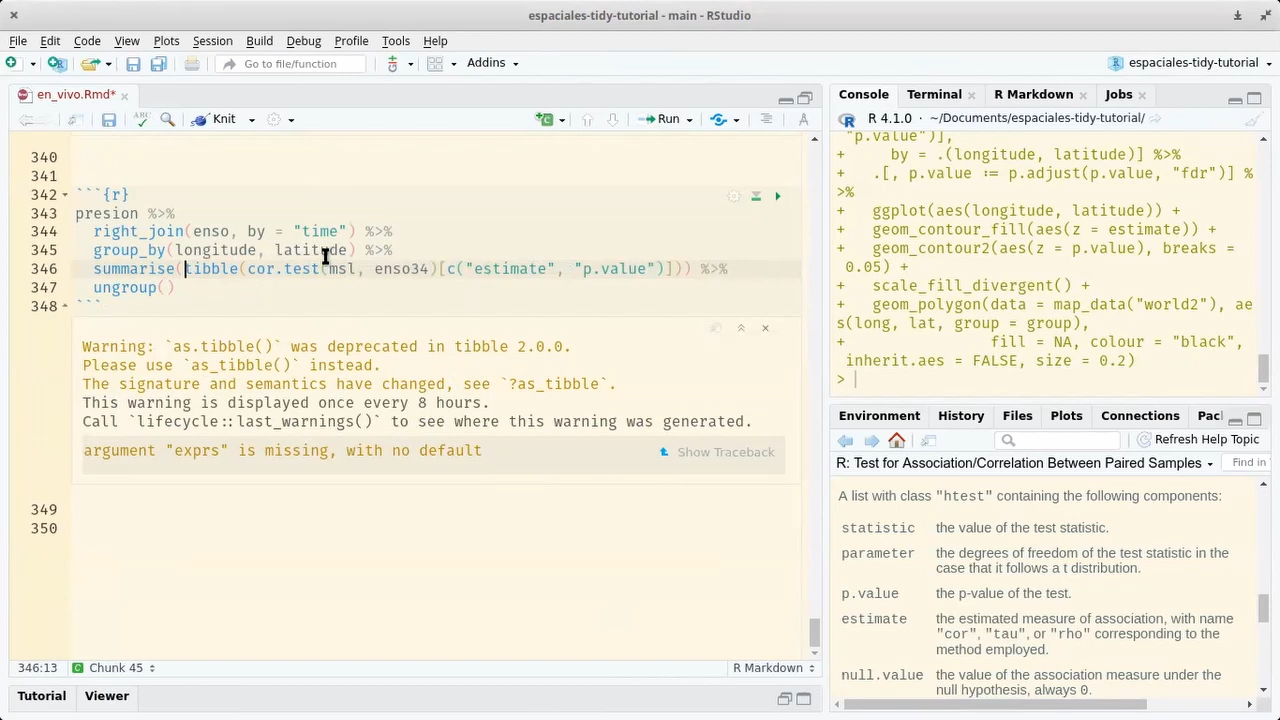 espaciales-tidy-tutorial - main - RStudio
File Edit Code View Plots Session Build Debug Profile Tools Help
Go to file/function Addins espaciales-tidy-tutorial
en_vivo.Rmd*
Knit Run
340
341
342 ```{r}
343 presion %>%
344 right_join(enso, by = "time") %>%
345 group_by(longitude, latitude) %>%
346 summarise(tibble(cor.test(msl, enso34)[c("estimate", "p.value")])) %>%
347 ungroup()
348 ```
Warning: `as.tibble()` was deprecated in tibble 2.0.0.
Please use `as_tibble()` instead.
The signature and semantics have changed, see `?as_tibble`.
This warning is displayed once every 8 hours.
Call `lifecycle::last_warnings()` to see where this warning was generated.
argument "exprs" is missing, with no default Show Traceback
349
350
346:13 Chunk 45 R Markdown
Tutorial Viewer
Console Terminal R Markdown Jobs
R 4.1.0 · ~/Documents/espaciales-tidy-tutorial/
"p.value")],
+ by = .(longitude, latitude)] %>%
+ .[, p.value := p.adjust(p.value, "fdr")] %
>%
+ ggplot(aes(longitude, latitude)) +
+ geom_contour_fill(aes(z = estimate)) +
+ geom_contour2(aes(z = p.value), breaks =
0.05) +
+ scale_fill_divergent() +
+ geom_polygon(data = map_data("world2"), ae
s(long, lat, group = group),
+ fill = NA, colour = "black",
inherit.aes = FALSE, size = 0.2)
>
Environment History Files Plots Connections Pac
Refresh Help Topic
R: Test for Association/Correlation Between Paired Samples Find in
A list with class "htest" containing the following components:
statistic the value of the test statistic.
parameter the degrees of freedom of the test statistic in the
case that it follows a t distribution.
p.value the p-value of the test.
estimate the estimated measure of association, with name
"cor", "tau", or "rho" corresponding to the
method employed.
null.value the value of the association measure under the
null hypothesis, always 0.